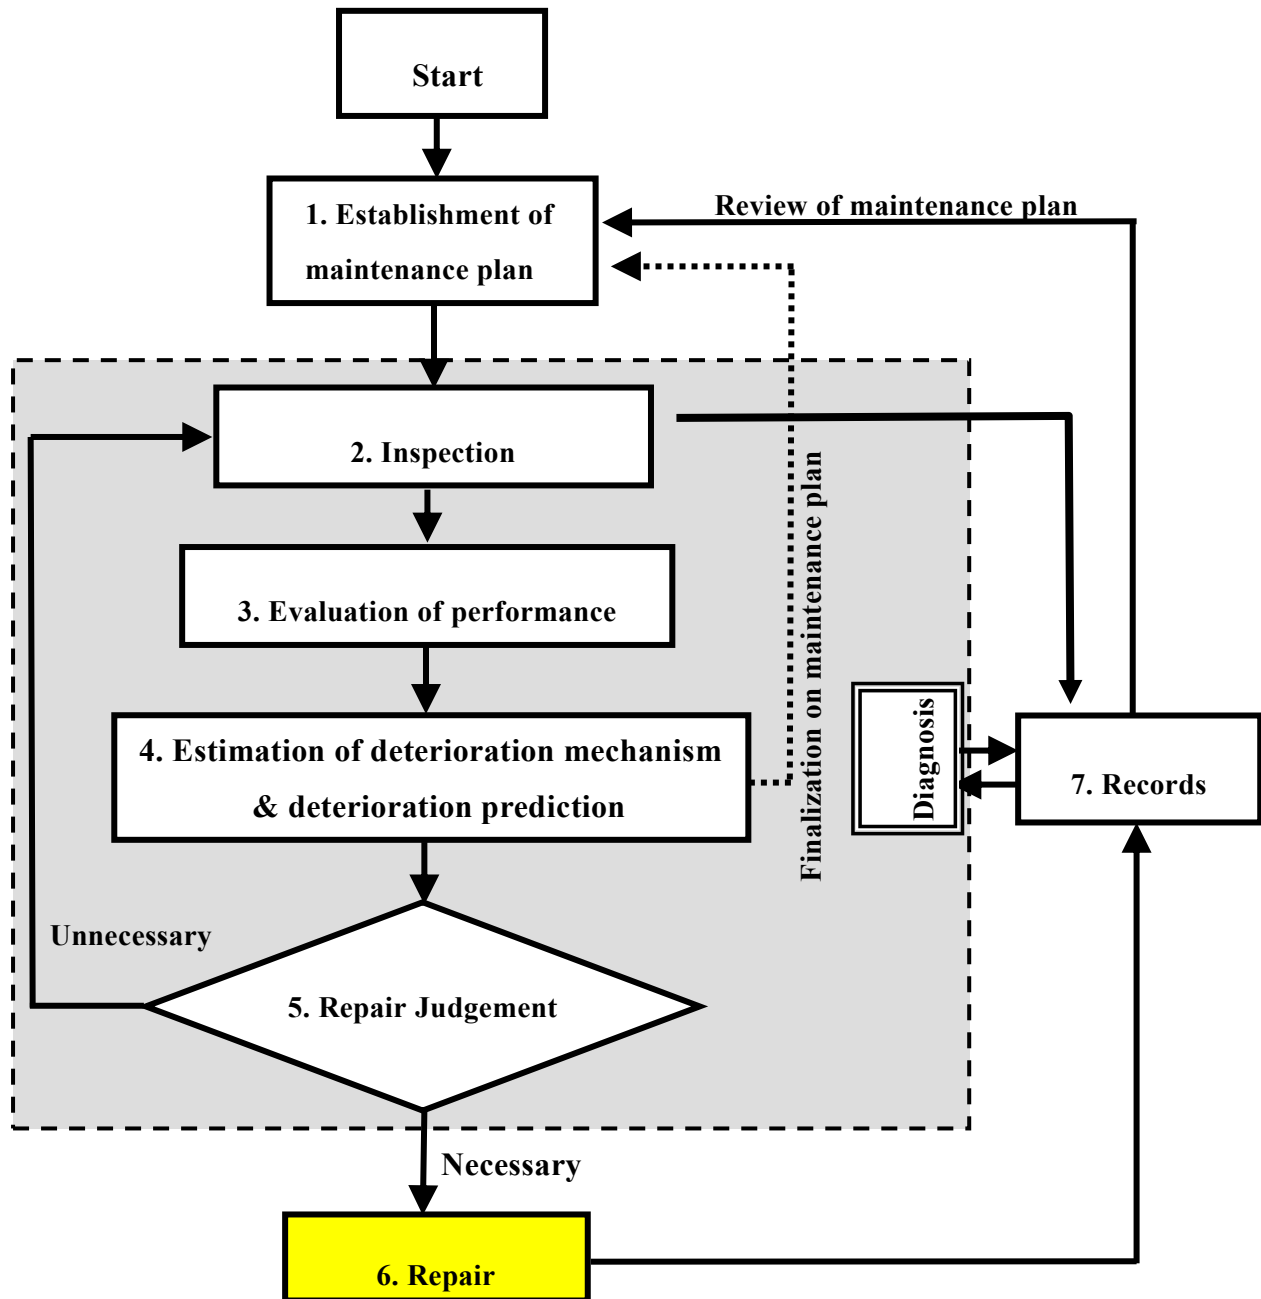 Start
1. Establishment of
maintenance plan
Review of maintenance plan
2. Inspection
3. Evaluation of performance
4. Estimation of deterioration mechanism
& deterioration prediction
Finalization on maintenance plan
Diagnosis
7. Records
Unnecessary
5. Repair Judgement
Necessary
6. Repair